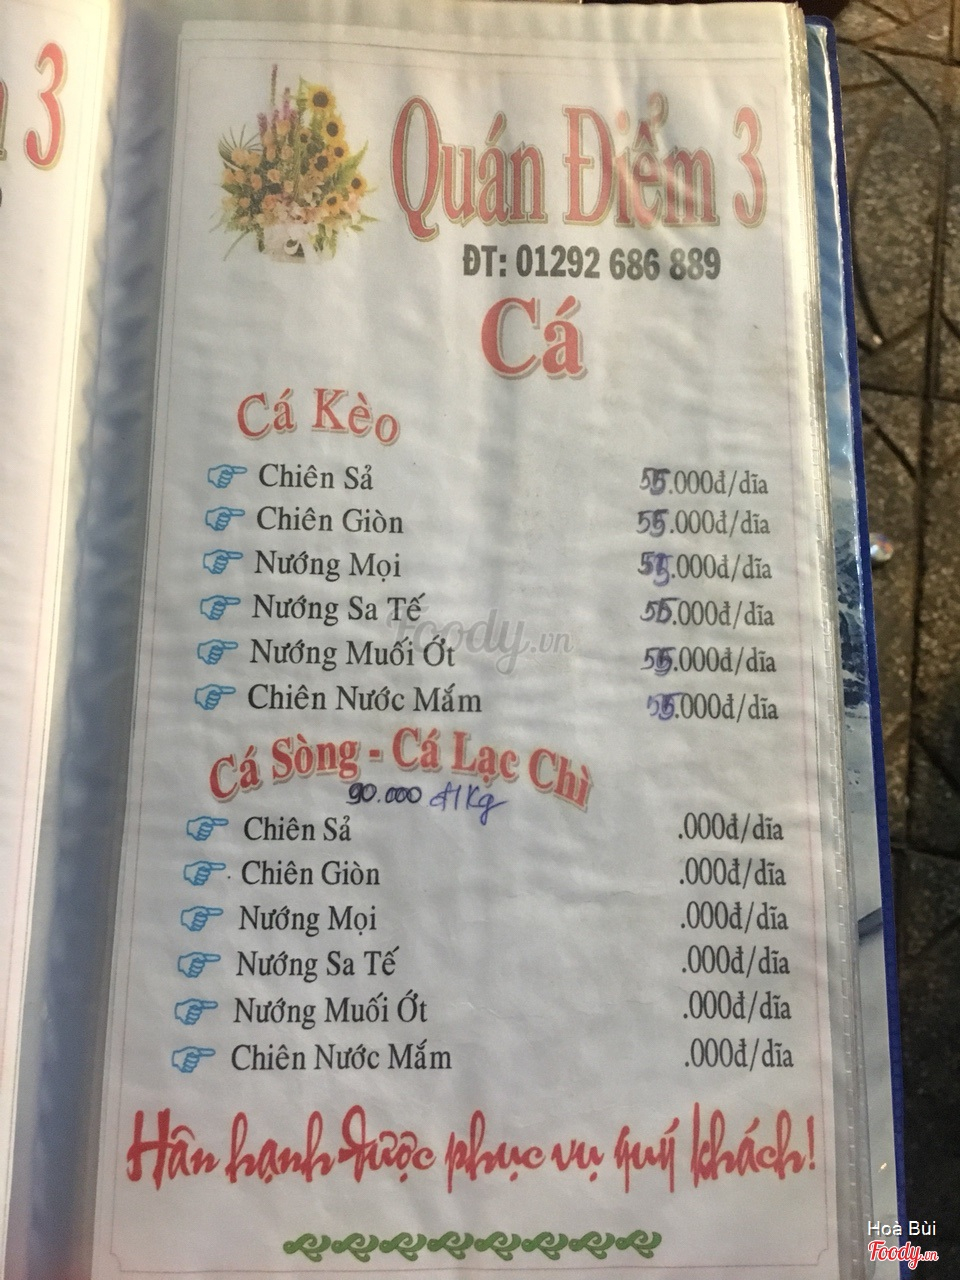 3
Quán Điểm 3
ĐT: 01292 686 889
Cá
Cá Kèo
Chiên Sả 55.000đ/dĩa
Chiên Giòn 55.000đ/dĩa
Nướng Mọi 55.000đ/dĩa
Nướng Sa Tế 55.000đ/dĩa
Nướng Muối Ớt 55.000đ/dĩa
Chiên Nước Mắm 55.000đ/dĩa
Foody.vn
Cá Sòng - Cá Lạc Chì
90.000 đ/Kg
Chiên Sả .000đ/dĩa
Chiên Giòn .000đ/dĩa
Nướng Mọi .000đ/dĩa
Nướng Sa Tế .000đ/dĩa
Nướng Muối Ớt .000đ/dĩa
Chiên Nước Mắm .000đ/dĩa
Hân hạnh được phục vụ quý khách!
Hoà Bùi
Foody.vn